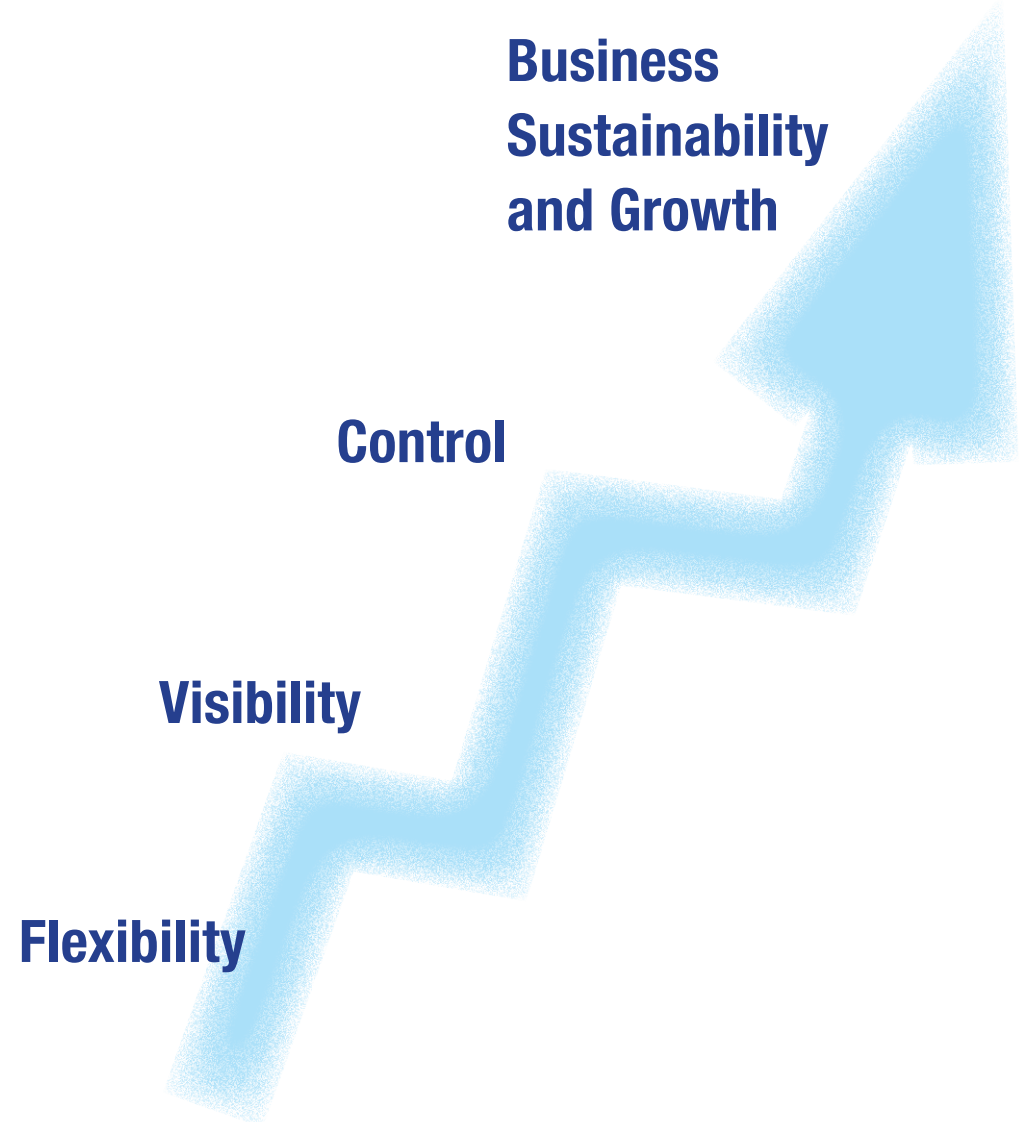 Business
Sustainability
and Growth
Control
Visibility
Flexibility